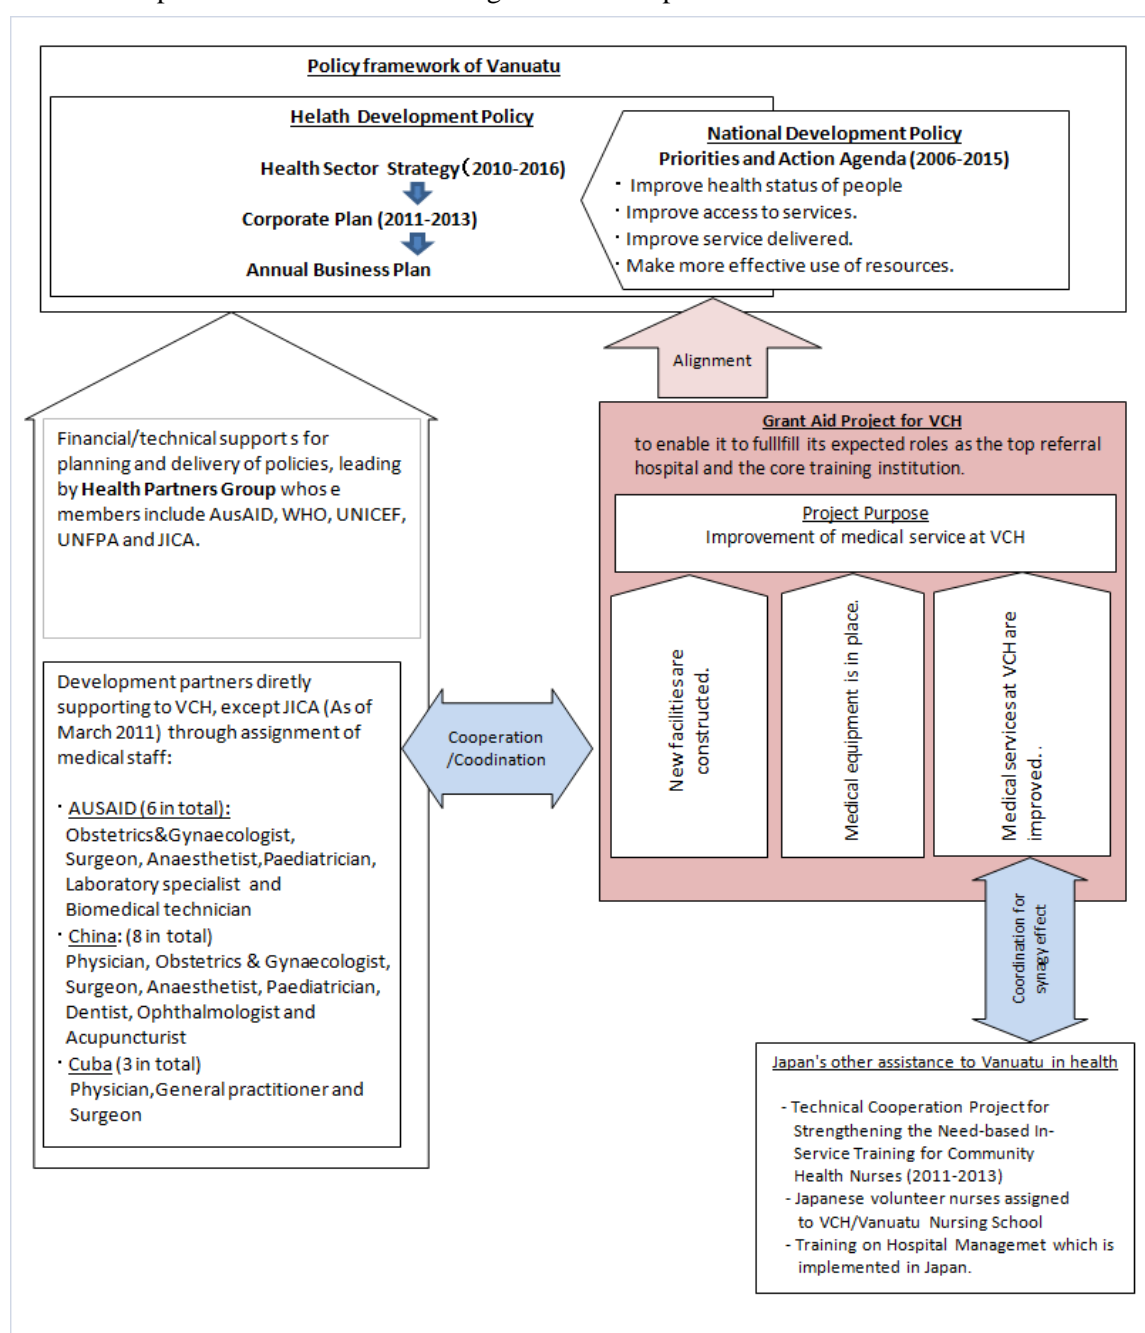 Policy framework of Vanuatu
Helath Development Policy
Health Sector Strategy(2010-2016)
Corporate Plan (2011-2013)
Annual Business Plan
National Development Policy
Priorities and Action Agenda (2006-2015)
・ Improve health status of people
・Improve access to services.
・Improve service delivered.
・Make more effective use of resources.
Alignment
Financial/technical supports for
planning and delivery of policies, leading
by Health Partners Group whose
members include AusAID, WHO, UNICEF,
UNFPA and JICA.
Development partners diretly
supporting to VCH, except JICA (As of
March 2011) through assignment of
medical staff:
・AUSAID (6 in total):
Obstetrics&Gynaecologist,
Surgeon, Anaesthetist,Paediatrician,
Laboratory specialist and
Biomedical technician
・China: (8 in total)
Physician, Obstetrics & Gynaecologist,
Surgeon, Anaesthetist, Paediatrician,
Dentist, Ophthalmologist and
Acupuncturist
・Cuba (3 in total)
Physician,General practitioner and
Surgeon
Cooperation
/Coodination
Grant Aid Project for VCH
to enable it to fulllfill its expected roles as the top referral
hospital and the core training institution.
Project Purpose
Improvement of medical service at VCH
New facilities are
constructed.
Medical equipment is in place.
Medical services at VCH are
improved. .
Coordination for
synagy effect
Japan's other assistance to Vanuatu in health
- Technical Cooperation Project for
Strengthening the Need-based In-
Service Training for Community
Health Nurses (2011-2013)
- Japanese volunteer nurses assigned
to VCH/Vanuatu Nursing School
- Training on Hospital Managemet which is
implemented in Japan.